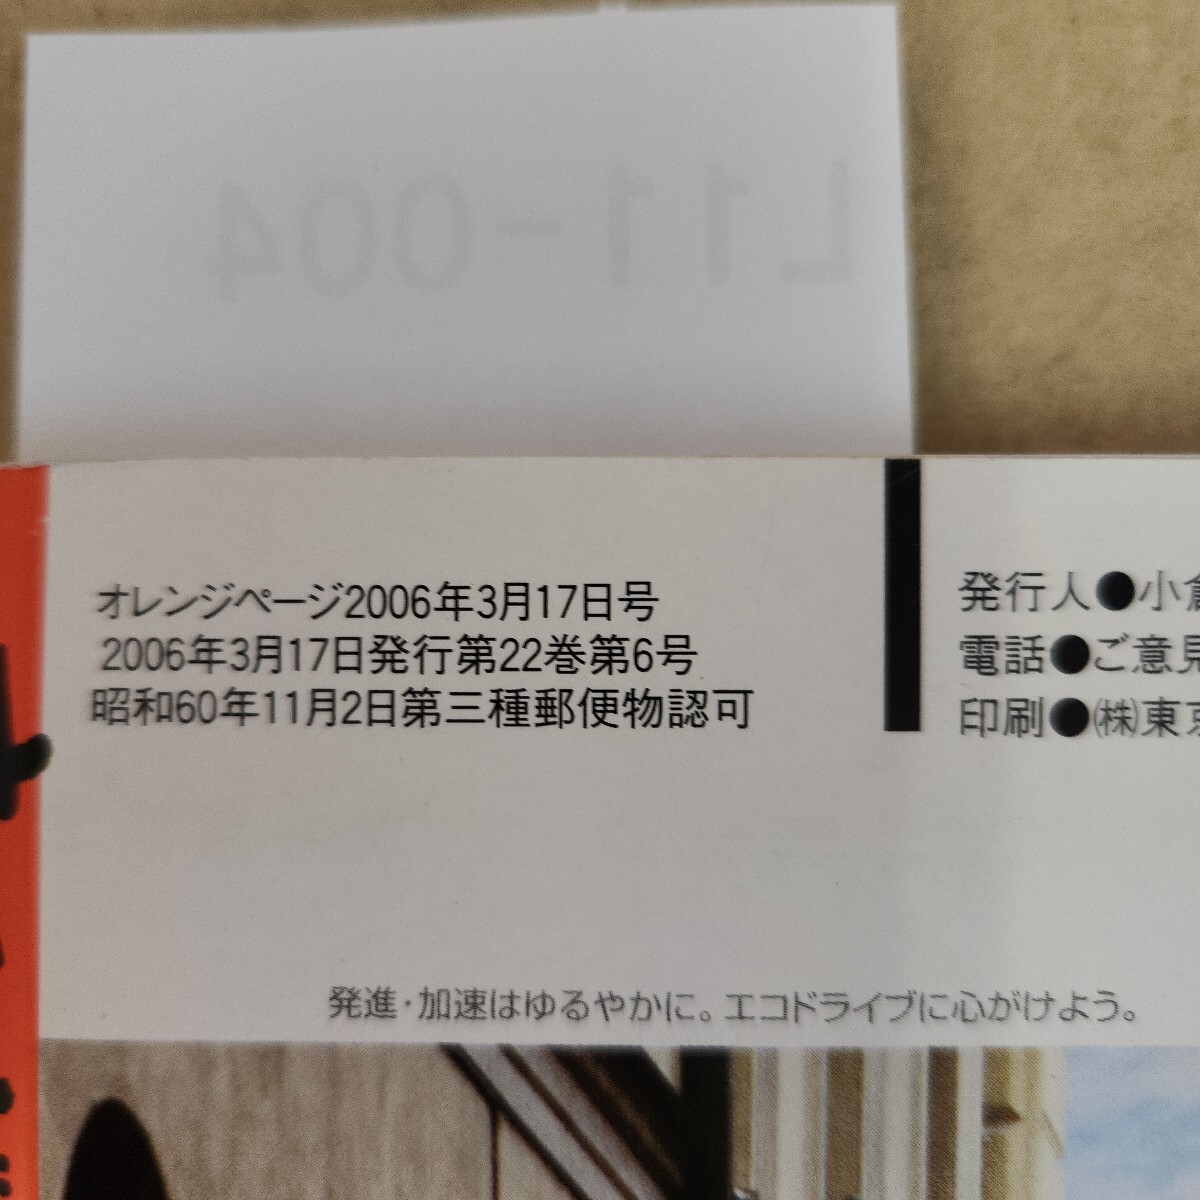 L11-004
オレンジページ2006年3月17日号
2006年3月17日発行第22巻第6号
昭和60年11月2日第三種郵便物認可
発行人●小倉
電話●ご意見
印刷●㈱東京
発進・加速はゆるやかに。エコドライブに心がけよう。